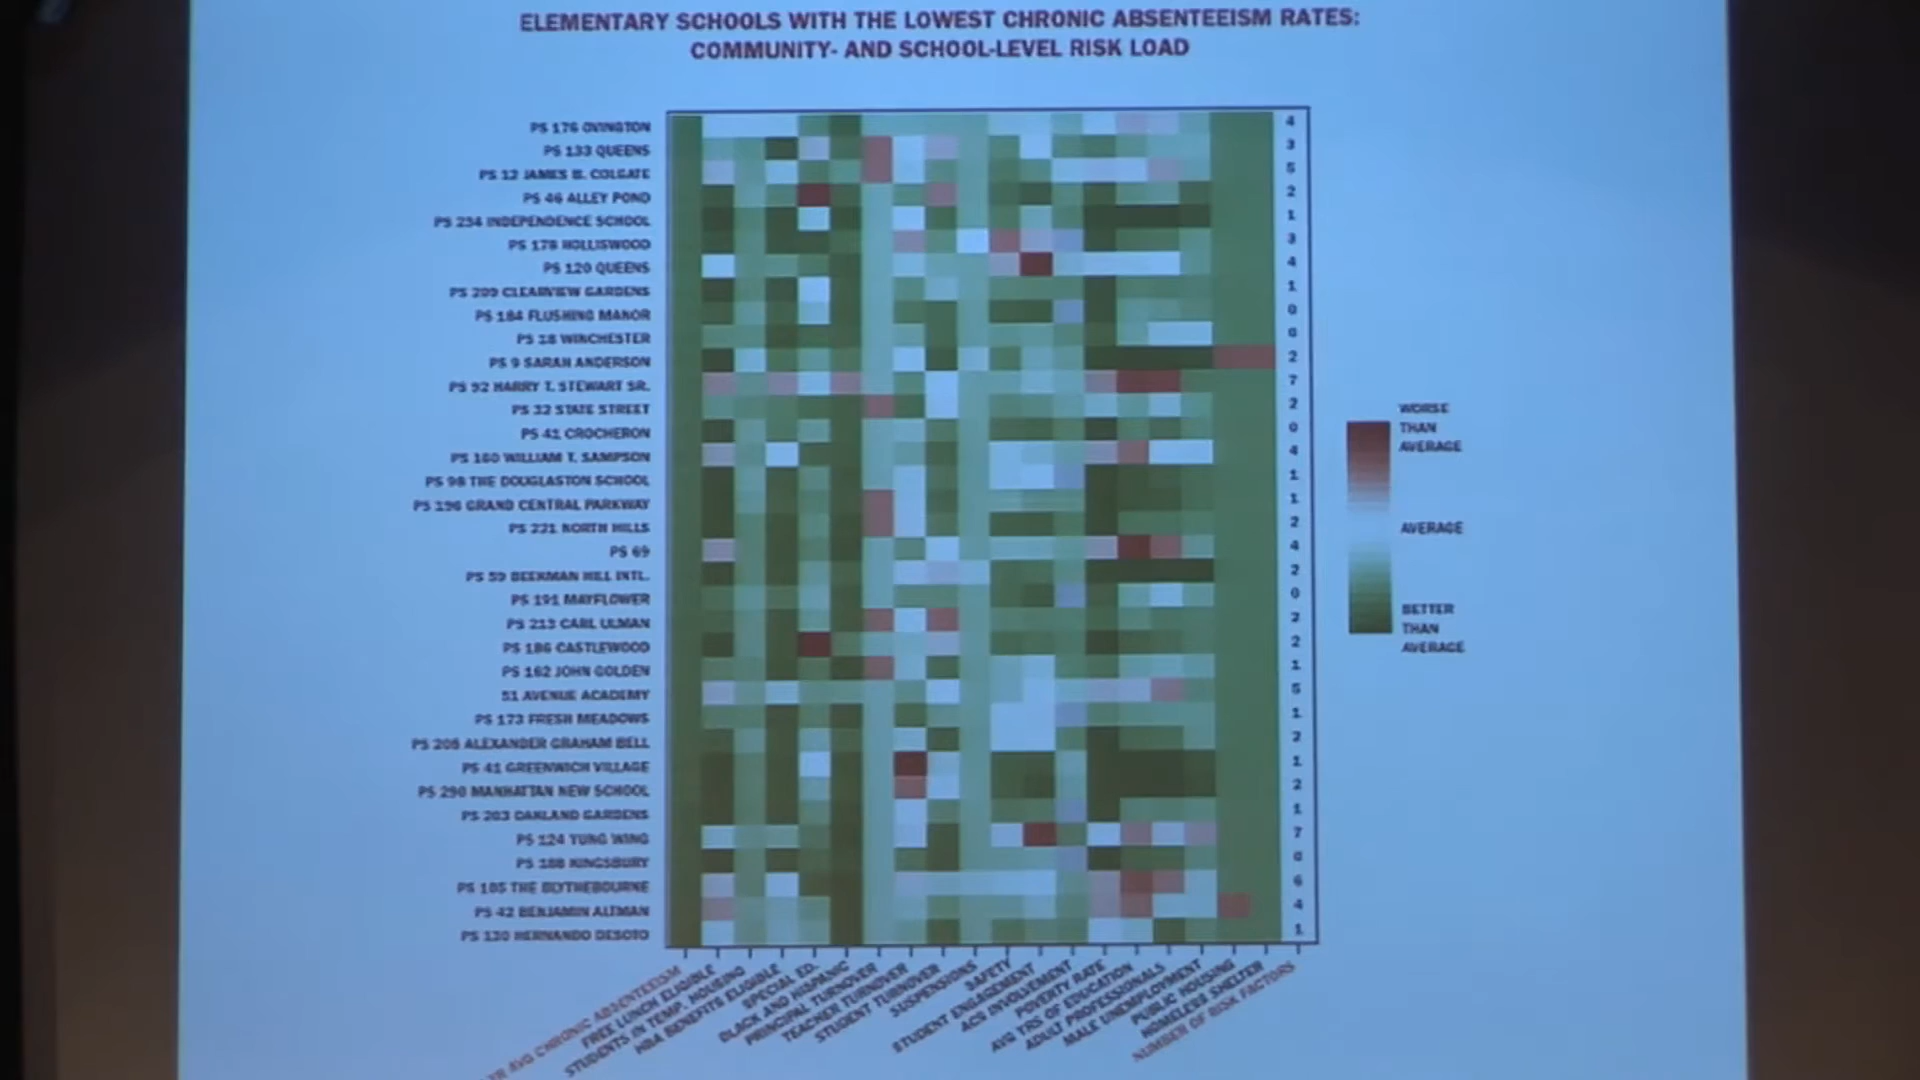 ELEMENTARY SCHOOLS WITH THE LOWEST CHRONIC ABSENTEEISM RATES:
COMMUNITY- AND SCHOOL-LEVEL RISK LOAD
PS 176 OVINGTON 4
PS 133 QUEENS 3
PS 12 JAMES B. COLGATE 5
PS 46 ALLEY POND 2
PS 234 INDEPENDENCE SCHOOL 1
PS 178 HOLLISWOOD 3
PS 120 QUEENS 4
PS 209 CLEARVIEW GARDENS 1
PS 184 FLUSHING MANOR 0
PS 18 WINCHESTER 0
PS 9 SARAH ANDERSON 2
PS 92 HARRY T. STEWART SR. 7
PS 32 STATE STREET 2
PS 41 CROCHERON 0
PS 160 WILLIAM T. SAMPSON 4
PS 98 THE DOUGLASTON SCHOOL 1
PS 196 GRAND CENTRAL PARKWAY 1
PS 221 NORTH HILLS 2
PS 69 4
PS 59 BEEKMAN HILL INTL. 2
PS 191 MAYFLOWER 0
PS 213 CARL ULMAN 2
PS 186 CASTLEWOOD 2
PS 162 JOHN GOLDEN 1
51 AVENUE ACADEMY 5
PS 173 FRESH MEADOWS 1
PS 205 ALEXANDER GRAHAM BELL 2
PS 41 GREENWICH VILLAGE 1
PS 290 MANHATTAN NEW SCHOOL 2
PS 203 OAKLAND GARDENS 1
PS 124 YUNG WING 7
PS 188 KINGSBURY 0
PS 105 THE BLYTHEBOURNE 6
PS 42 BENJAMIN ALTMAN 4
PS 130 HERNANDO DESOTO 1
WORSE
THAN
AVERAGE
AVERAGE
BETTER
THAN
AVERAGE
YR AVG CHRONIC ABSENTEEISM
FREE LUNCH ELIGIBLE
STUDENTS IN TEMP. HOUSING
HRA BENEFITS ELIGIBLE
SPECIAL ED.
BLACK AND HISPANIC
PRINCIPAL TURNOVER
TEACHER TURNOVER
STUDENT TURNOVER
SUSPENSIONS
SAFETY
STUDENT ENGAGEMENT
ACS INVOLVEMENT
POVERTY RATE
AVG YRS OF EDUCATION
ADULT PROFESSIONALS
MALE UNEMPLOYMENT
PUBLIC HOUSING
HOMELESS SHELTER
NUMBER OF RISK FACTORS